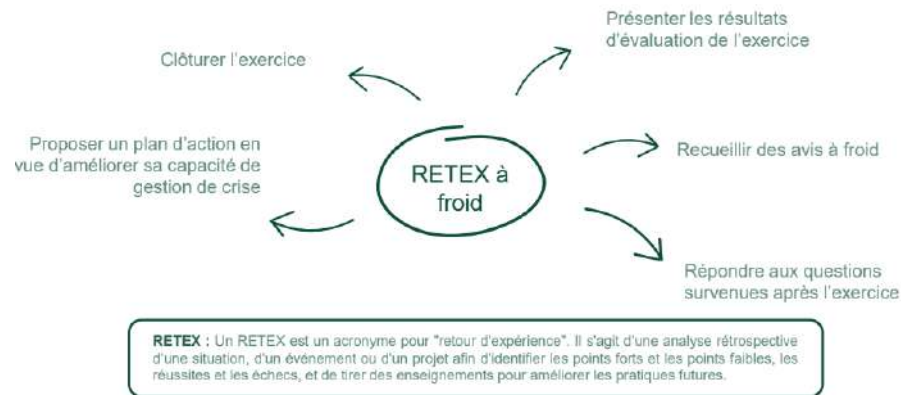 Présenter les résultats
d'évaluation de l'exercice
Clôturer l'exercice
Proposer un plan d'action en
vue d'améliorer sa capacité de
gestion de crise
Recueillir des avis à froid
RETEX à
froid
Répondre aux questions
survenues après l'exercice
RETEX : Un RETEX est un acronyme pour "retour d'expérience". Il s'agit d'une analyse rétrospective
d'une situation, d'un événement ou d'un projet afin d'identifier les points forts et les points faibles, les
réussites et les échecs, et de tirer des enseignements pour améliorer les pratiques futures.